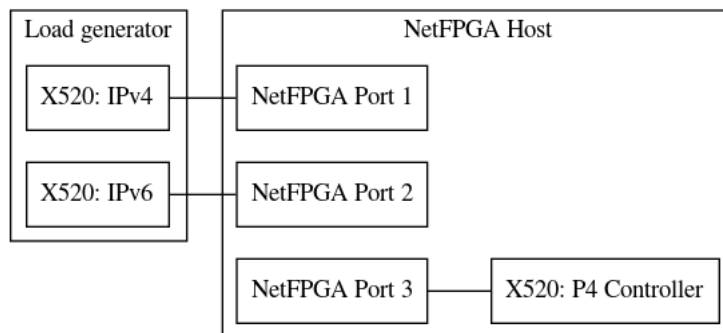 Load generator
NetFPGA Host
X520: IPv4
NetFPGA Port 1
X520: IPv6
NetFPGA Port 2
NetFPGA Port 3
X520: P4 Controller